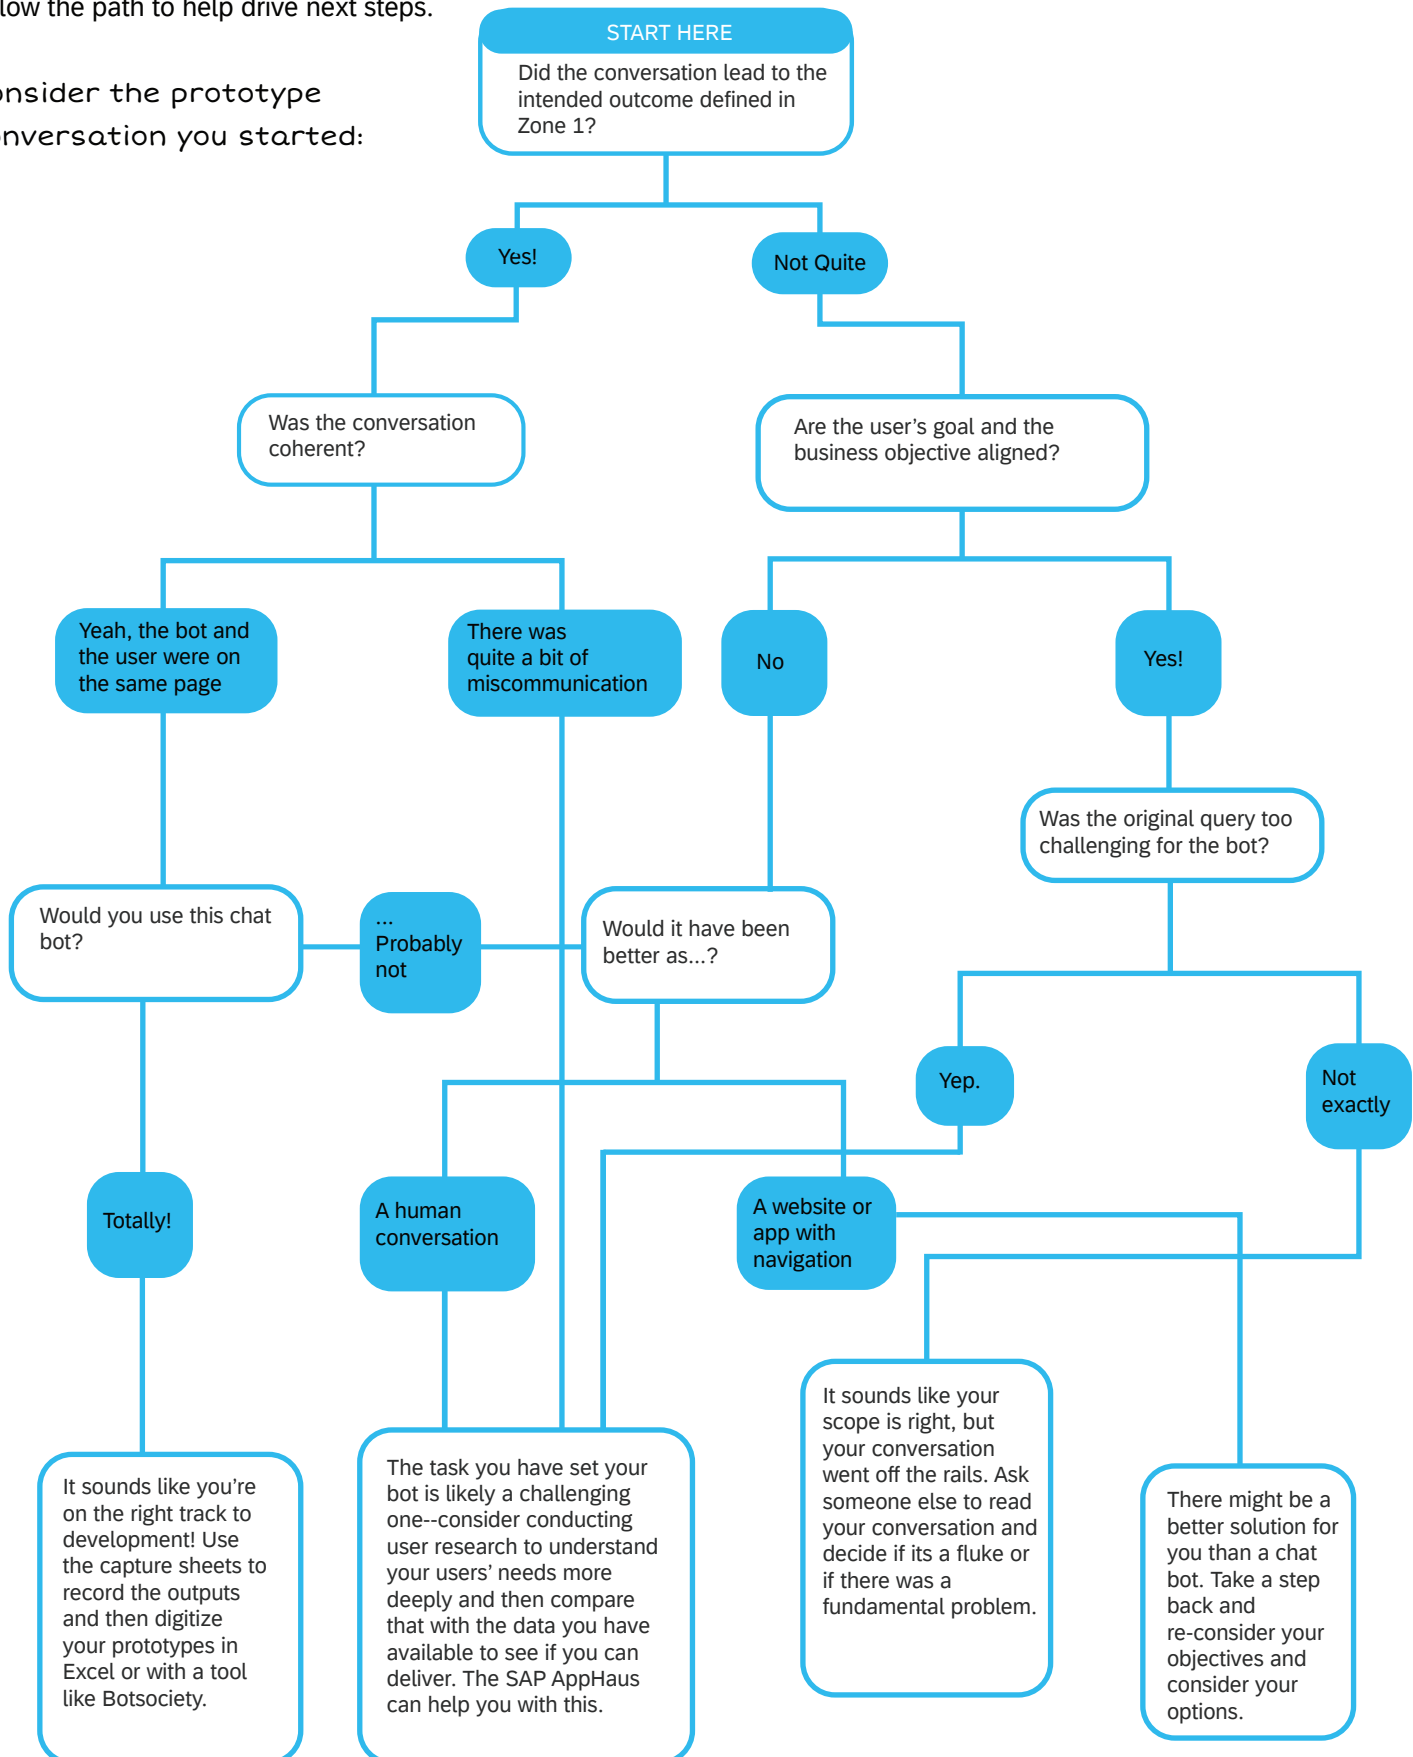 low the path to help drive next steps.
onsider the prototype
onversation you started:
START HERE
Did the conversation lead to the
intended outcome defined in
Zone 1?
Yes!
Not Quite
Was the conversation
coherent?
Are the user’s goal and the
business objective aligned?
Yeah, the bot and
the user were on
the same page
There was
quite a bit of
miscommunication
No
Yes!
Was the original query too
challenging for the bot?
Would you use this chat
bot?
...
Probably
not
Would it have been
better as...?
Yep.
Not
exactly
Totally!
A human
conversation
A website or
app with
navigation
It sounds like your
scope is right, but
your conversation
went off the rails. Ask
someone else to read
your conversation and
decide if its a fluke or
if there was a
fundamental problem.
It sounds like you’re
on the right track to
development! Use
the capture sheets to
record the outputs
and then digitize
your prototypes in
Excel or with a tool
like Botsociety.
The task you have set your
bot is likely a challenging
one--consider conducting
user research to understand
your users’ needs more
deeply and then compare
that with the data you have
available to see if you can
deliver. The SAP AppHaus
can help you with this.
There might be a
better solution for
you than a chat
bot. Take a step
back and
re-consider your
objectives and
consider your
options.